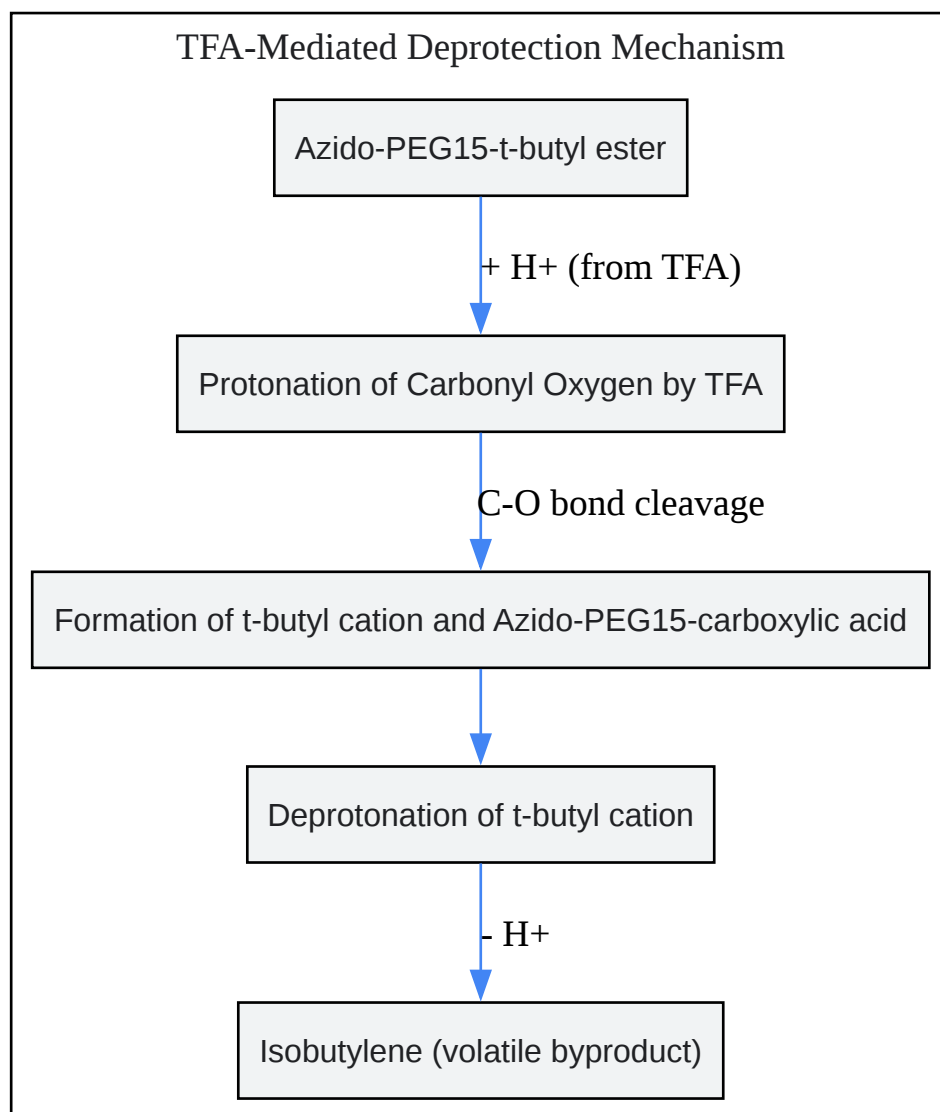 TFA-Mediated Deprotection Mechanism
Azido-PEG15-t-butyl ester
+ H+ (from TFA)
Protonation of Carbonyl Oxygen by TFA
C-O bond cleavage
Formation of t-butyl cation and Azido-PEG15-carboxylic acid
Deprotonation of t-butyl cation
- H+
Isobutylene (volatile byproduct)